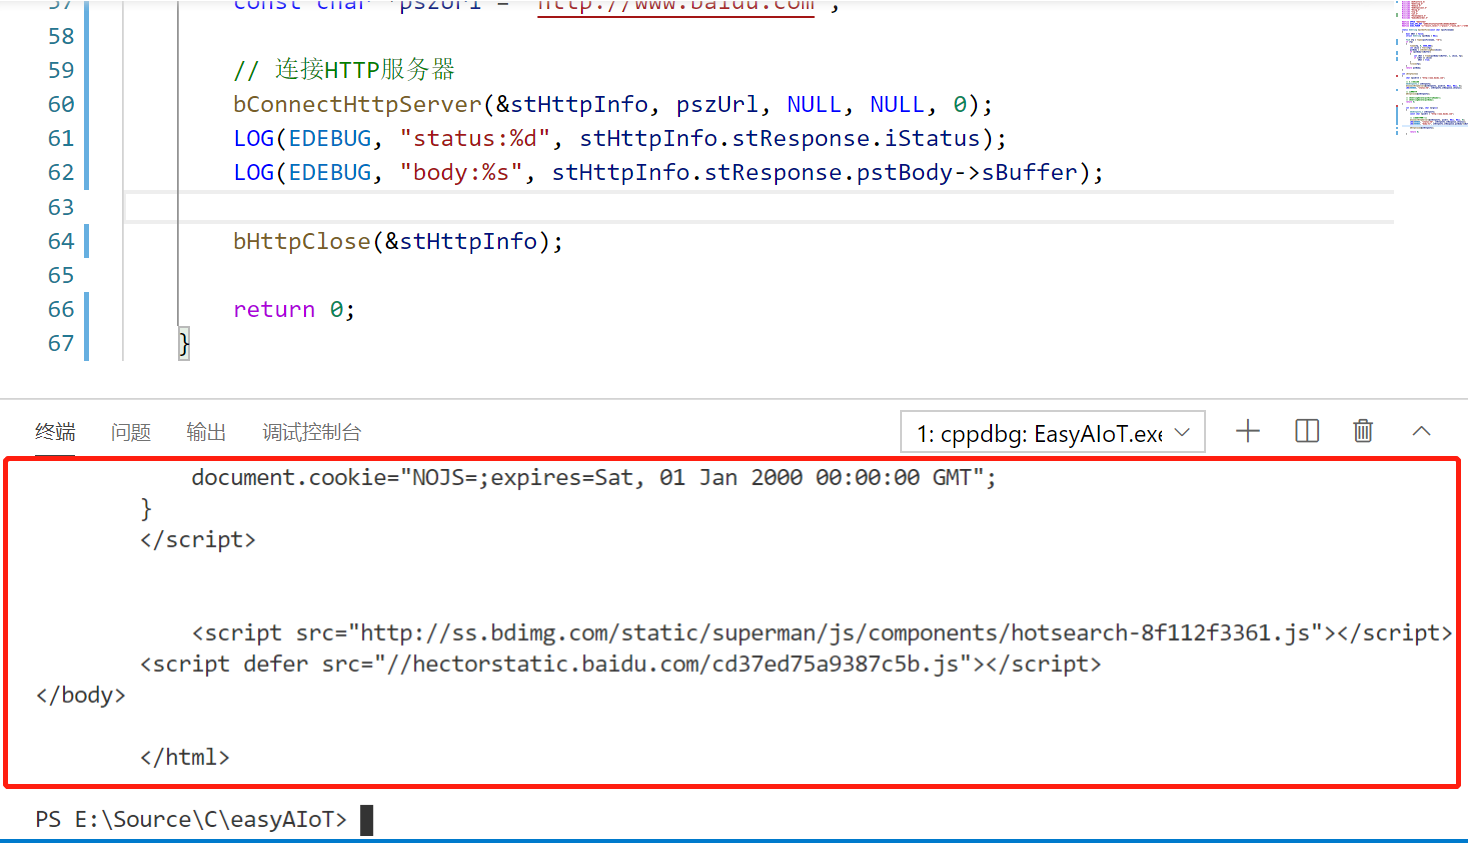 57 const char *pszUrl = "http://www.baidu.com";
58
59 // 连接HTTP服务器
60 bConnectHttpServer(&stHttpInfo, pszUrl, NULL, NULL, 0);
61 LOG(EDEBUG, "status:%d", stHttpInfo.stResponse.iStatus);
62 LOG(EDEBUG, "body:%s", stHttpInfo.stResponse.pstBody->sBuffer);
63
64 bHttpClose(&stHttpInfo);
65
66 return 0;
67 }
终端 问题 输出 调试控制台 1: cppdbg: EasyAIoT.exe
document.cookie="NOJS=;expires=Sat, 01 Jan 2000 00:00:00 GMT";
}
</script>
<script src="http://ss.bdimg.com/static/superman/js/components/hotsearch-8f112f3361.js"></script>
<script defer src="//hectorstatic.baidu.com/cd37ed75a9387c5b.js"></script>
</body>
</html>
PS E:\Source\C\easyAIoT>